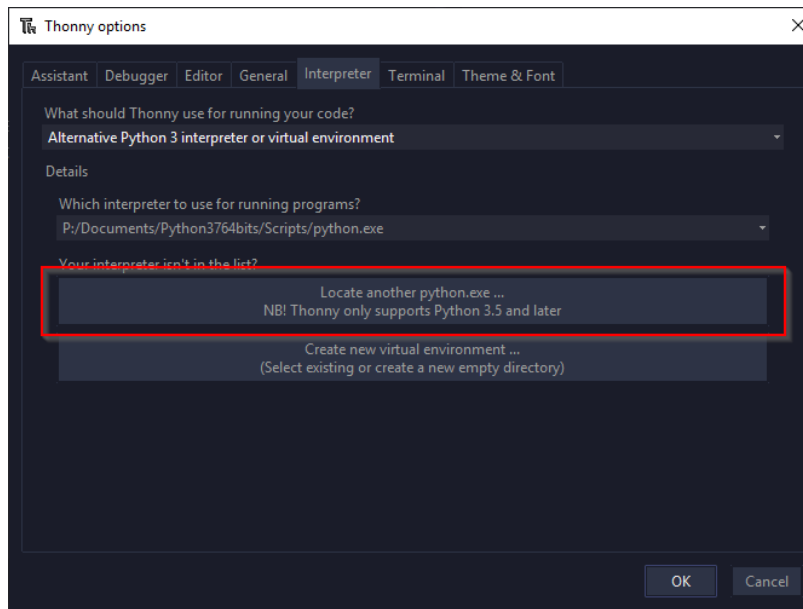 Thonny options
Assistant Debugger Editor General Interpreter Terminal Theme & Font
What should Thonny use for running your code?
Alternative Python 3 interpreter or virtual environment
Details
Which interpreter to use for running programs?
P:/Documents/Python3764bits/Scripts/python.exe
Your interpreter isn't in the list?
Locate another python.exe ...
NB! Thonny only supports Python 3.5 and later
Create new virtual environment ...
(Select existing or create a new empty directory)
OK Cancel